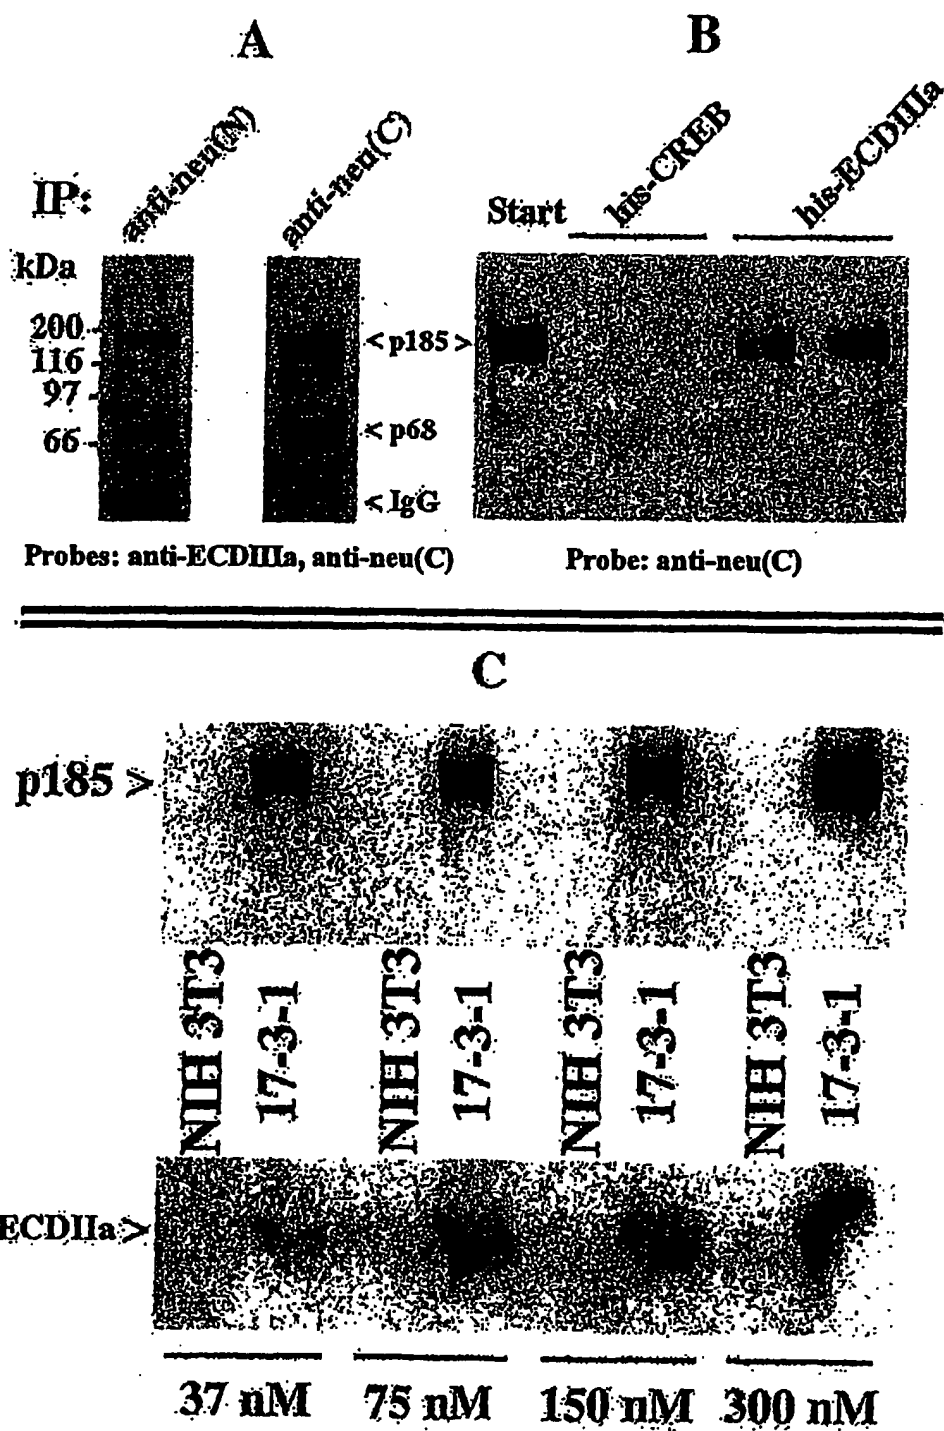 A
B
IP:
anti-neu(N)
anti-neu(C)
Start
his-CREB
his-ECDIIIa
kDa
200
116
97
66
< p185 >
< p68
< IgG
Probes: anti-ECDIIIa, anti-neu(C)
Probe: anti-neu(C)
C
p185 >
NIH 3T3
17-3-1
NIH 3T3
17-3-1
NIH 3T3
17-3-1
NIH 3T3
17-3-1
ECDIIa >
37 nM
75 nM
150 nM
300 nM